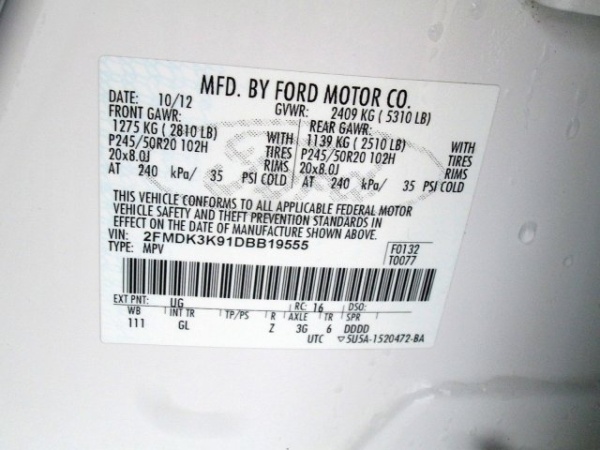 MFD. BY FORD MOTOR CO.
DATE: 10/12 GVWR: 2409 KG ( 5310 LB)
FRONT GAWR: REAR GAWR:
1275 KG ( 2810 LB) WITH 1139 KG ( 2510 LB) WITH
P245/50R20 102H TIRES P245/50R20 102H TIRES
20x8.0J RIMS 20x8.0J RIMS
AT 240 kPa/ 35 PSI COLD AT 240 kPa/ 35 PSI COLD
THIS VEHICLE CONFORMS TO ALL APPLICABLE FEDERAL MOTOR
VEHICLE SAFETY AND THEFT PREVENTION STANDARDS IN
EFFECT ON THE DATE OF MANUFACTURE SHOWN ABOVE.
VIN: 2FMDK3K91DBB19555 F0132
TYPE: MPV T0077
EXT PNT: UG RC: 16 DSO:
WB INT TR TP/PS R AXLE TR SPR
111 GL Z 3G 6 DDDD
UTC ▽5U5A-1520472-BA